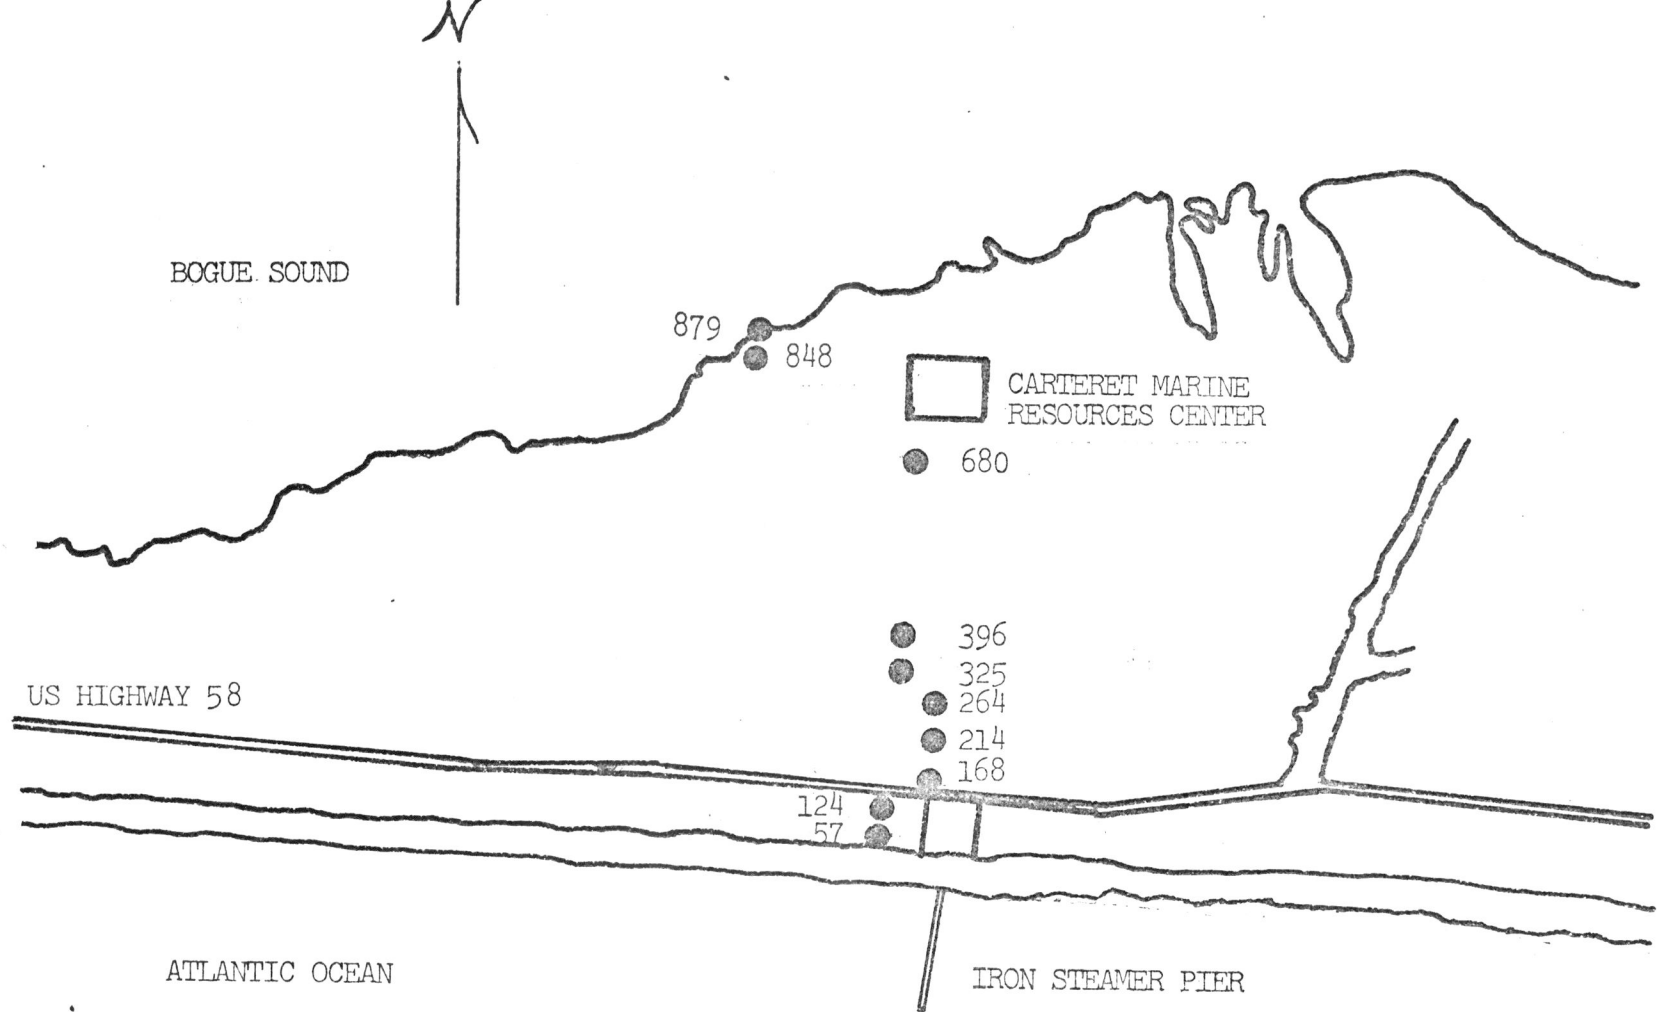 N
BOGUE SOUND
879
848
CARTERET MARINE
RESOURCES CENTER
680
396
325
US HIGHWAY 58
264
214
168
124
57
ATLANTIC OCEAN
IRON STEAMER PIER